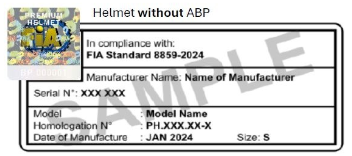 Helmet without ABP
PREMIUM
HELMET
FIA
In compliance with:
FIA Standard 8859-2024
Manufacturer Name: Name of Manufacturer
Serial N°: XXX XXX
SAMPLE
Model : Model Name
Homologation N° : PH.XXX.XX-X
Date of Manufacture : JAN 2024 Size: S